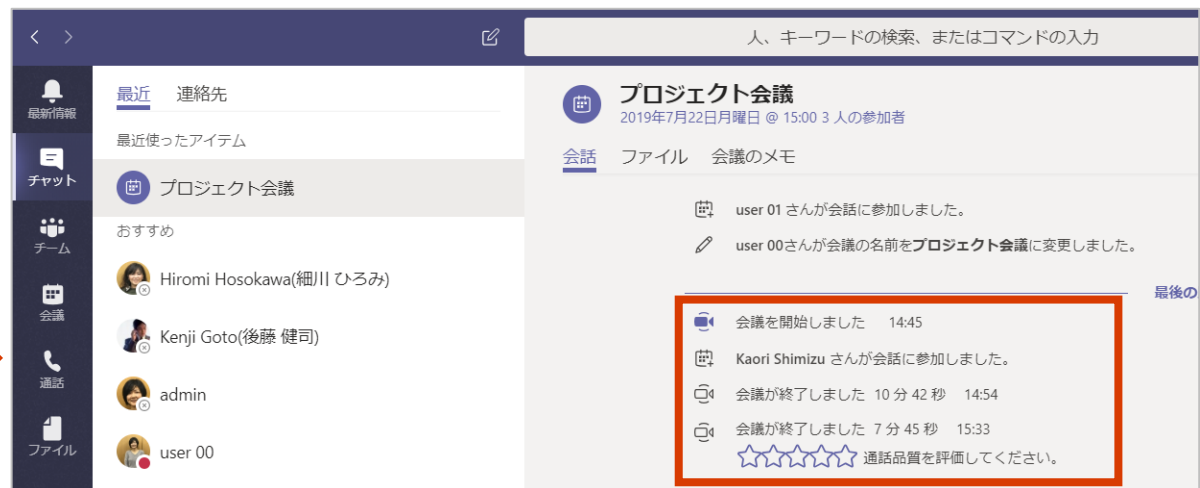 人、キーワードの検索、またはコマンドの入力
最新情報
チャット
チーム
会議
通話
ファイル
最近 連絡先
最近使ったアイテム
プロジェクト会議
おすすめ
Hiromi Hosokawa(細川 ひろみ)
Kenji Goto(後藤 健司)
admin
user 00
プロジェクト会議
2019年7月22日月曜日 @ 15:00 3 人の参加者
会話 ファイル 会議のメモ
user 01 さんが会話に参加しました。
user 00さんが会議の名前をプロジェクト会議に変更しました。
最後の
会議を開始しました 14:45
Kaori Shimizu さんが会話に参加しました。
会議が終了しました 10 分 42 秒 14:54
会議が終了しました 7 分 45 秒 15:33
通話品質を評価してください。